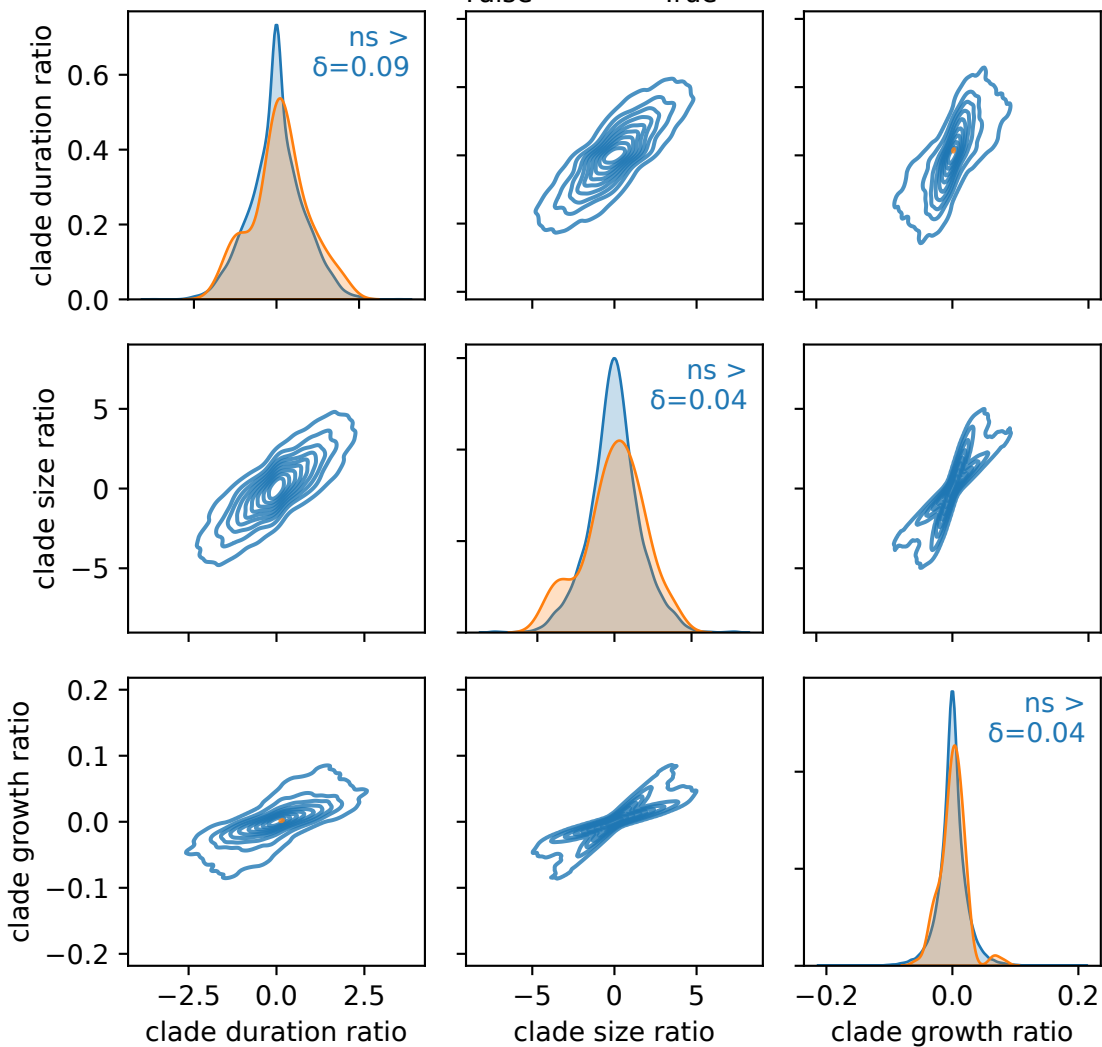 clade duration ratio
0.6
0.4
0.2
0.0
ns >
δ=0.09
clade size ratio
5
0
−5
ns >
δ=0.04
clade growth ratio
0.2
0.1
0.0
−0.1
−0.2
ns >
δ=0.04
−2.5 0.0 2.5
clade duration ratio
−5 0 5
clade size ratio
−0.2 0.0 0.2
clade growth ratio